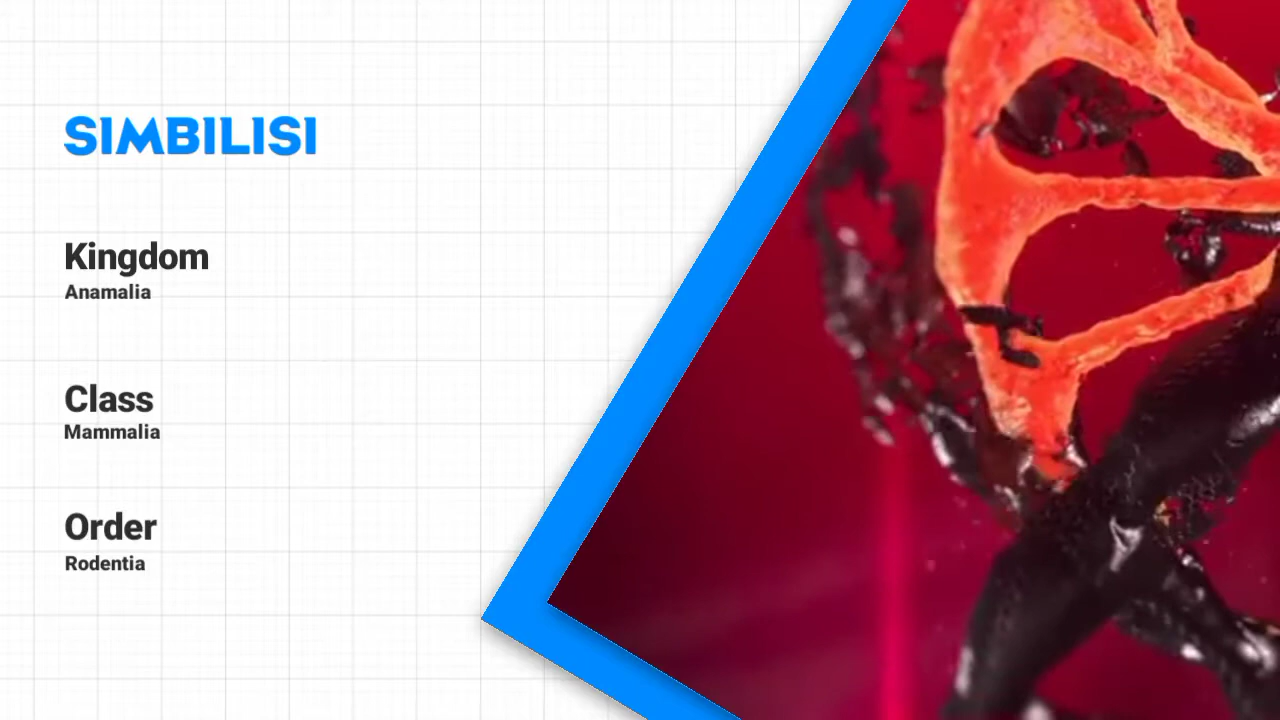 SIMBILISI
Kingdom
Anamalia
Class
Mammalia
Order
Rodentia